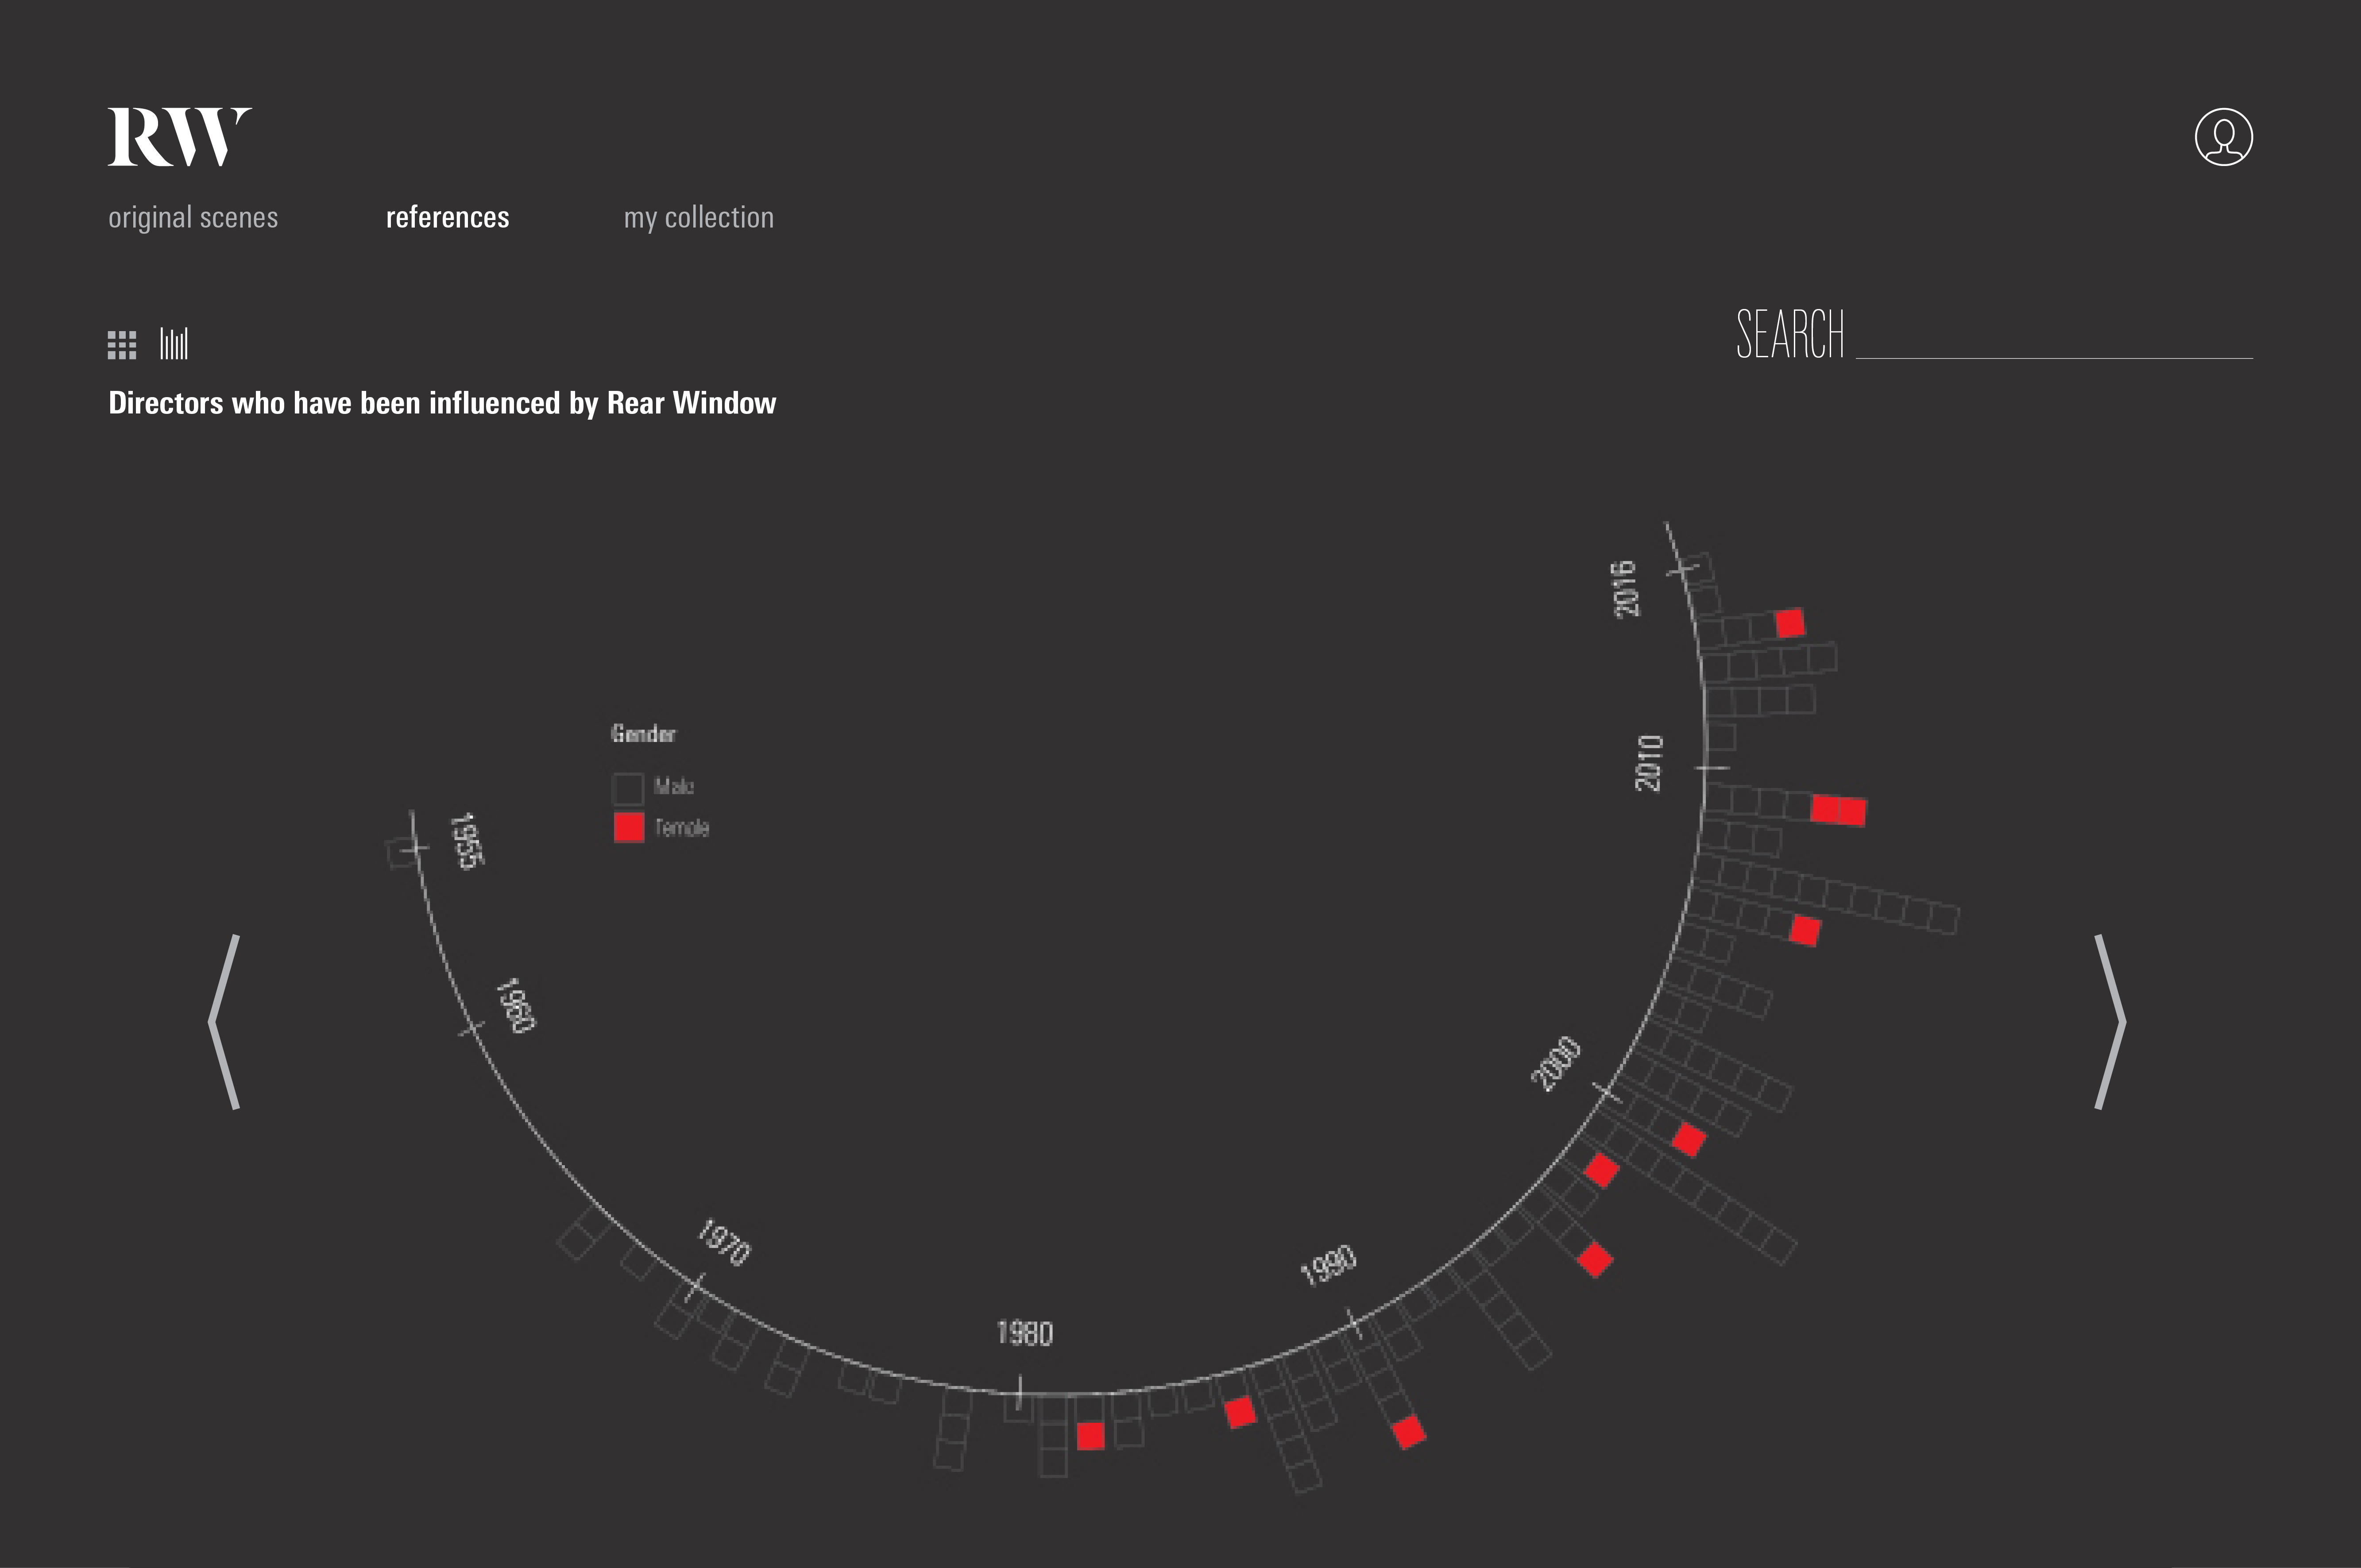 RW
original scenes
references
my collection
SEARCH
Directors who have been influenced by Rear Window
2016
Gender
2010
Male
Female
1955
1960
2000
1970
1990
1980